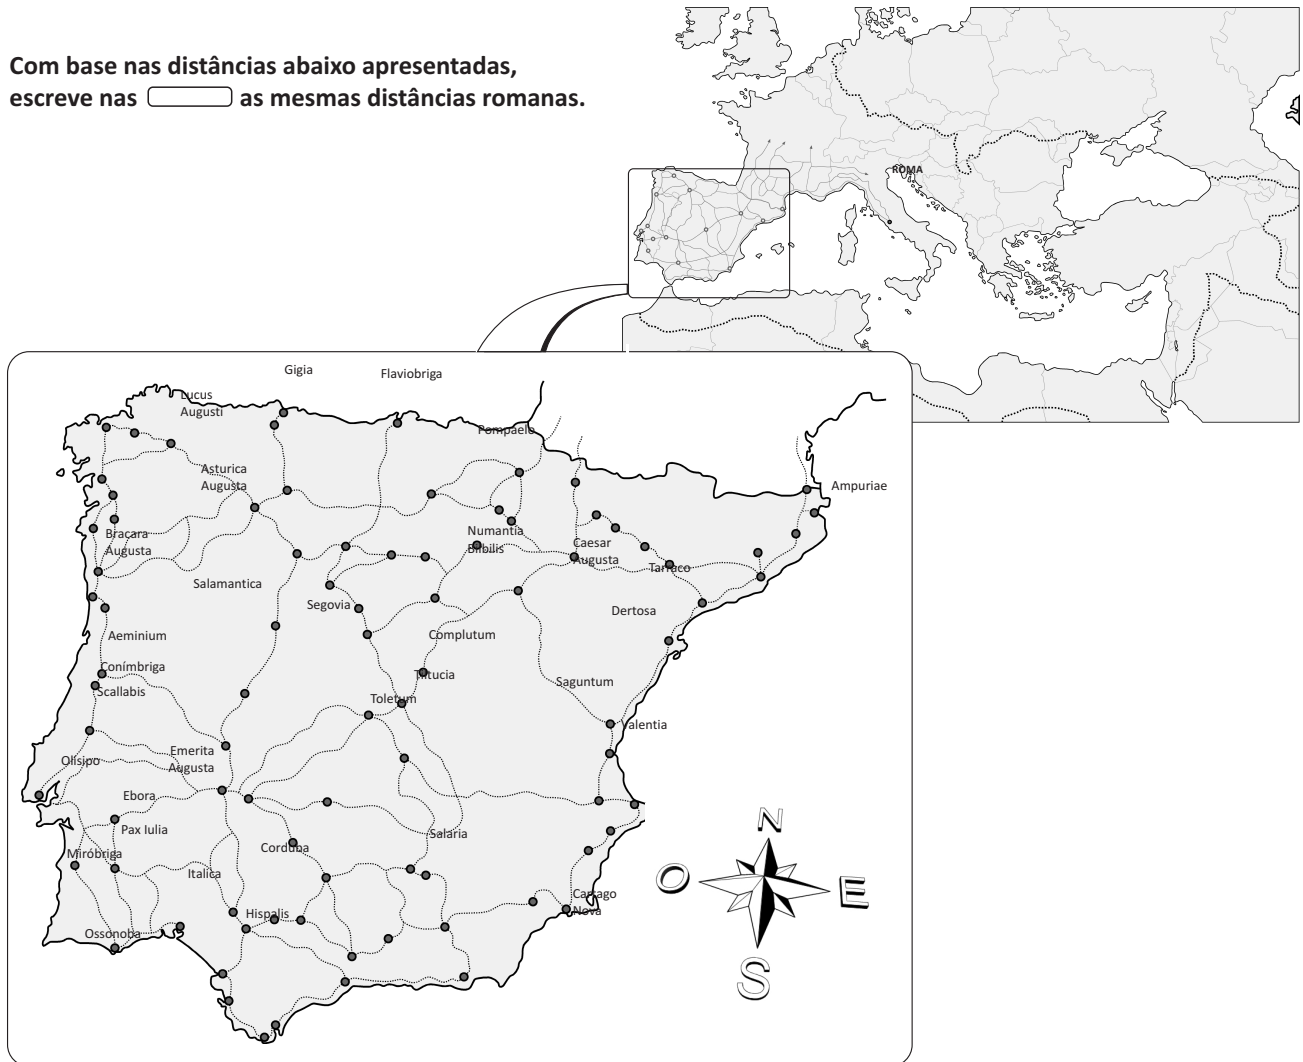 Com base nas distâncias abaixo apresentadas,
escreve nas as mesmas distâncias romanas.
ROMA
Gigia
Flaviobriga
Lucus
Augusti
Pompaelo
Asturica
Augusta
Ampuriae
Bracara
Augusta
Numantia
Bilbilis
Caesar
Augusta
Tarraco
Salamantica
Segovia
Dertosa
Aeminium
Complutum
Conímbriga
Scallabis
Titucia
Saguntum
Toletum
Valentia
Olisipo
Emerita
Augusta
Ebora
Pax Iulia
Salaria
Miróbriga
Corduba
Italica
Cartago
Nova
Hispalis
Ossonoba
N
O
E
S